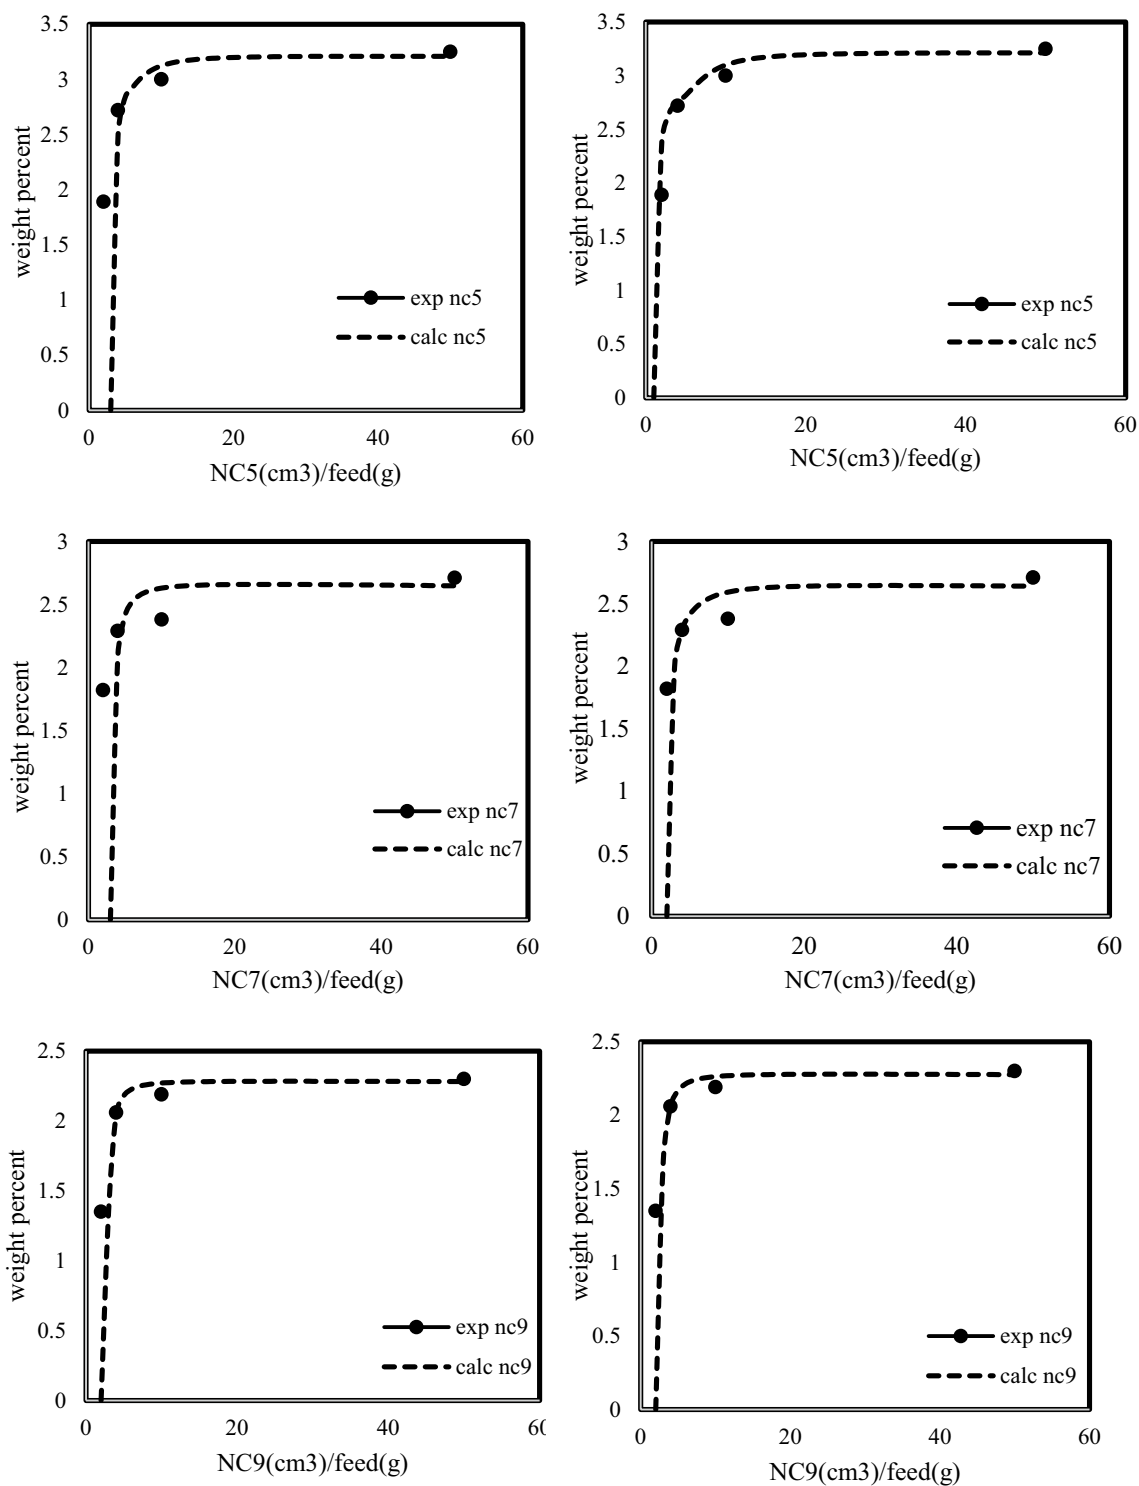 3.5
3
2.5
2
1.5
1
0.5
0
weight percent
exp nc5
calc nc5
0 20 40 60
NC5(cm3)/feed(g)
3.5
3
2.5
2
1.5
1
0.5
0
weight percent
exp nc5
calc nc5
0 20 40 60
NC5(cm3)/feed(g)
3
2.5
2
1.5
1
0.5
0
weight percent
exp nc7
calc nc7
0 20 40 60
NC7(cm3)/feed(g)
3
2.5
2
1.5
1
0.5
0
weight percent
exp nc7
calc nc7
0 20 40 60
NC7(cm3)/feed(g)
2.5
2
1.5
1
0.5
0
weight percent
exp nc9
calc nc9
0 20 40 60
NC9(cm3)/feed(g)
2.5
2
1.5
1
0.5
0
weight percent
exp nc9
calc nc9
0 20 40 60
NC9(cm3)/feed(g)